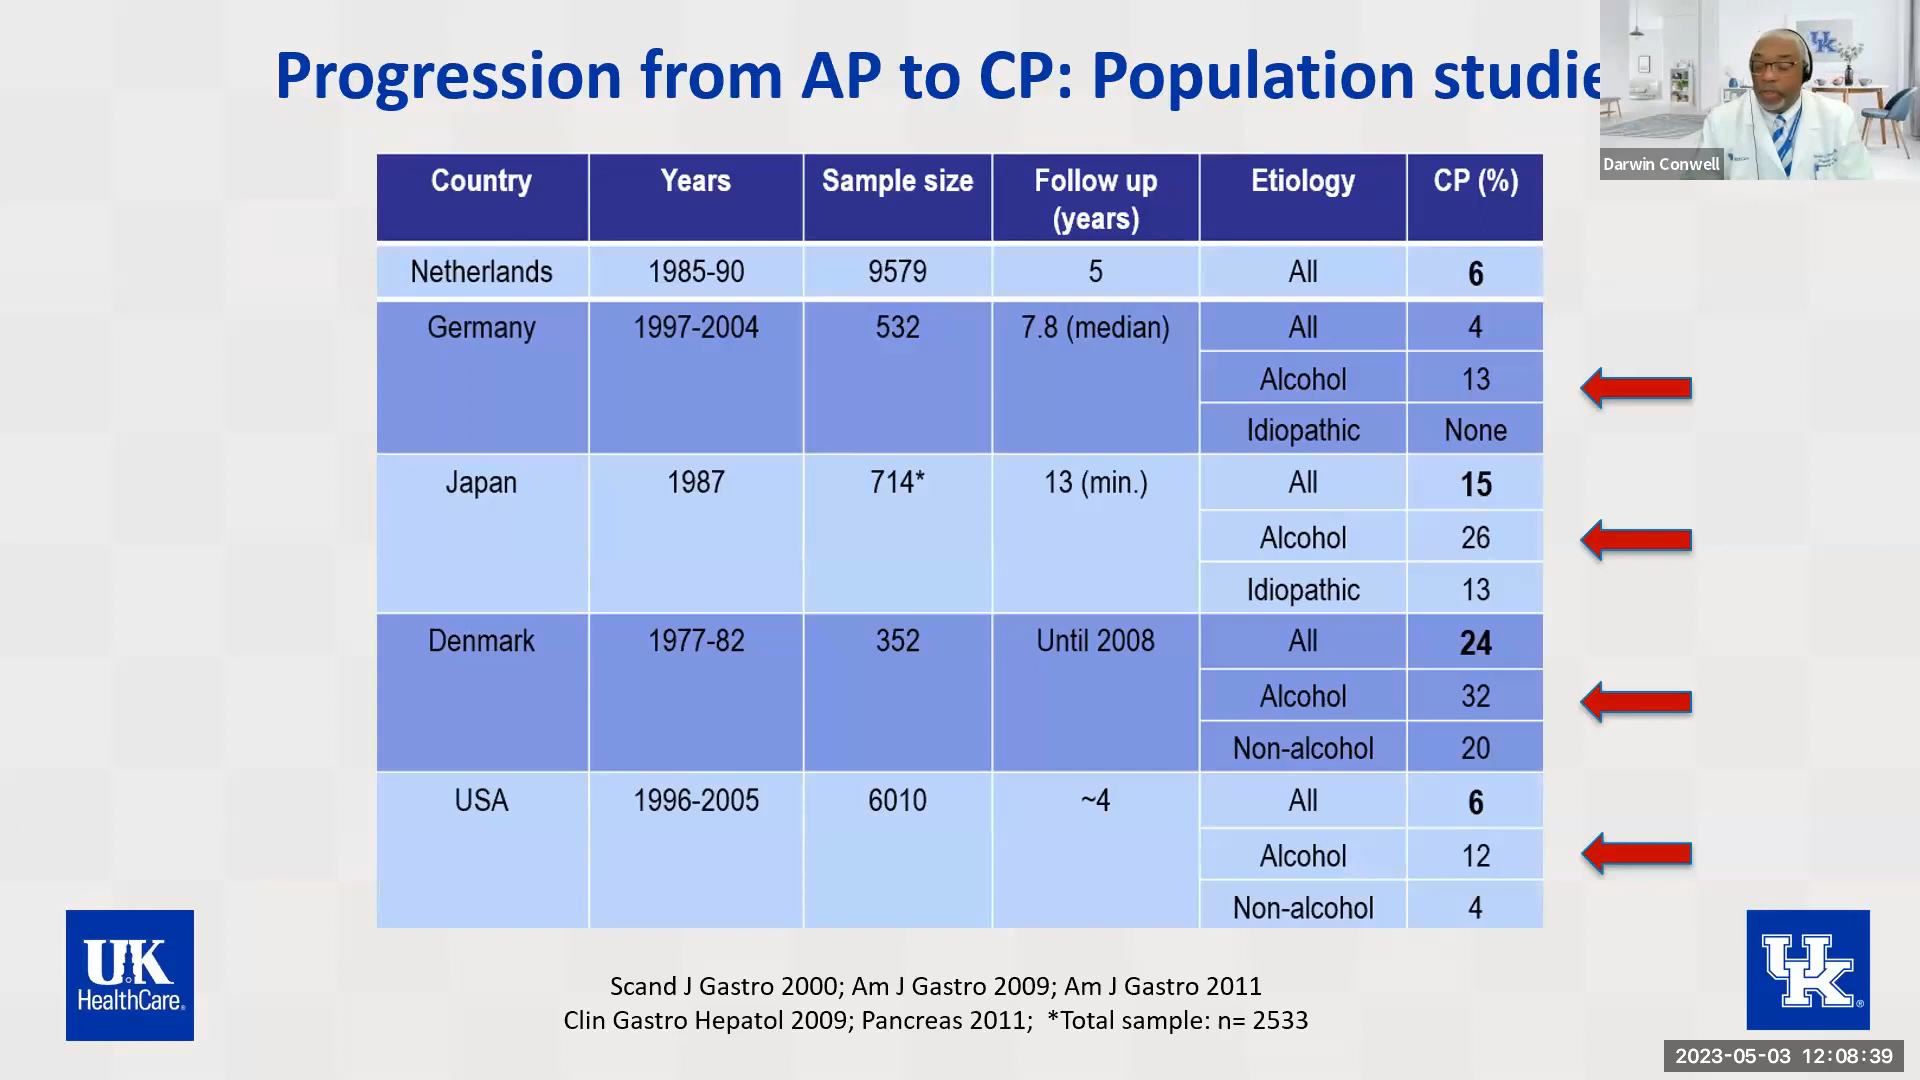 Progression from AP to CP: Population studie
Darwin Conwell
Country Years Sample size Follow up (years) Etiology CP (%)
Netherlands 1985-90 9579 5 All 6
Germany 1997-2004 532 7.8 (median) All 4
Alcohol 13
Idiopathic None
Japan 1987 714* 13 (min.) All 15
Alcohol 26
Idiopathic 13
Denmark 1977-82 352 Until 2008 All 24
Alcohol 32
Non-alcohol 20
USA 1996-2005 6010 ~4 All 6
Alcohol 12
Non-alcohol 4
Scand J Gastro 2000; Am J Gastro 2009; Am J Gastro 2011
Clin Gastro Hepatol 2009; Pancreas 2011; *Total sample: n= 2533
UK
HealthCare®
UK®
2023-05-03 12:08:39